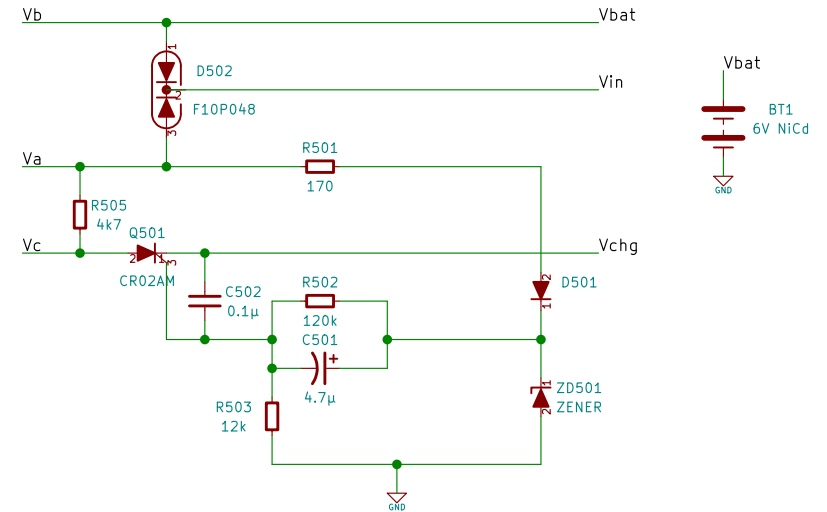 Vb
Vbat
1
D502
Vin
2
F10P048
3
Vbat
BT1
6V NiCd
GND
Va
R501
170
R505
4k7
Q501
Vc
2
1
3
Vchg
CR02AM
C502
0.1µ
R502
120k
C501
+
4.7µ
2
D501
1
R503
12k
1
ZD501
2
ZENER
GND